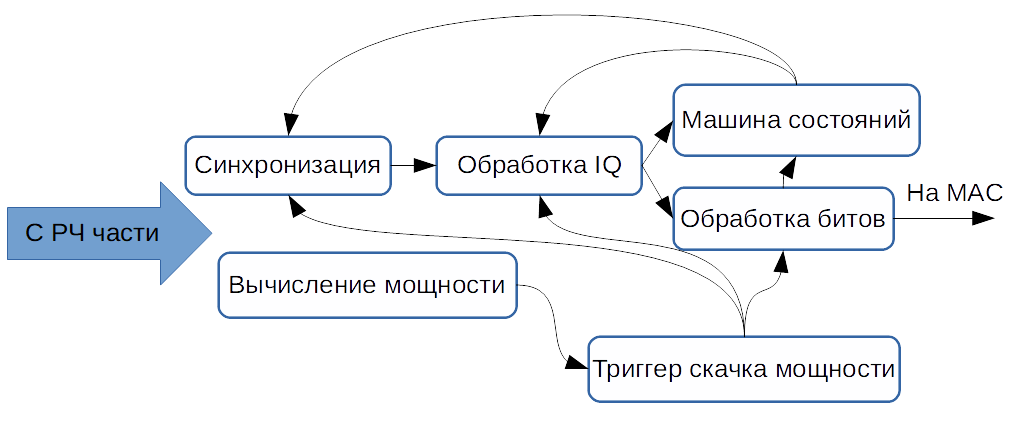 Машина состояний
Синхронизация
Обработка IQ
На MAC
Обработка битов
С РЧ части
Вычисление мощности
Триггер скачка мощности